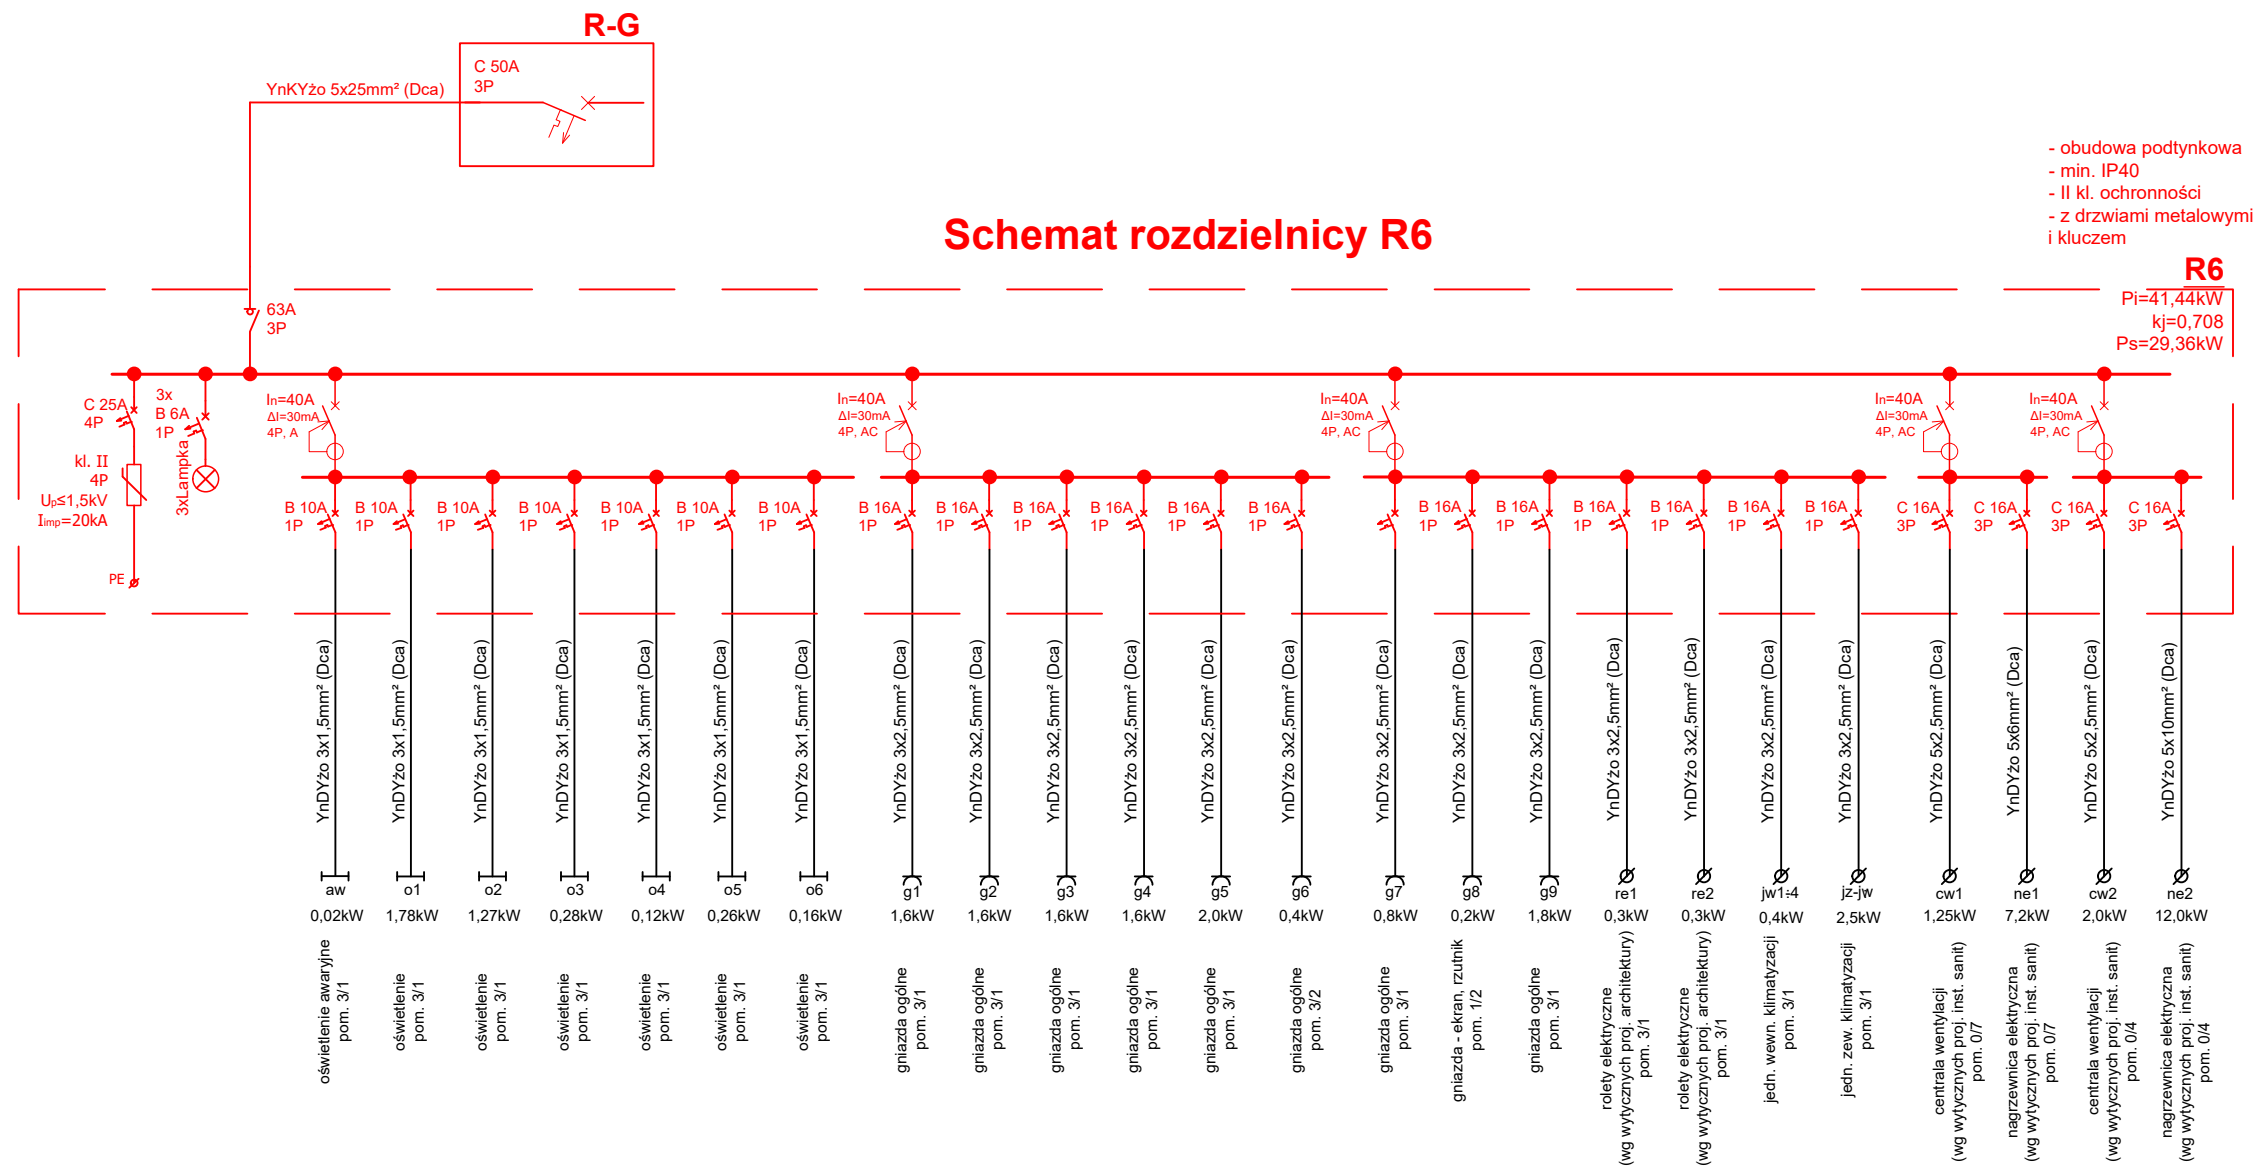 R-G
C 50A
3P
YnKYżo 5x25mm² (Dca)
- obudowa podtynkowa
- min. IP40
- II kl. ochronności
- z drzwiami metalowymi
i kluczem
Schemat rozdzielnicy R6
R6
Pi=41,44kW
kj=0,708
Ps=29,36kW
63A
3P
C 25A
4P
3x
B 6A
1P
3xLampka
kl. II
4P
Up≤1,5kV
Iimp=20kA
PE
In=40A
ΔI=30mA
4P, A
In=40A
ΔI=30mA
4P, AC
In=40A
ΔI=30mA
4P, AC
In=40A
ΔI=30mA
4P, AC
In=40A
ΔI=30mA
4P, AC
B 10A
1P
B 10A
1P
B 10A
1P
B 10A
1P
B 10A
1P
B 10A
1P
B 10A
1P
B 16A
1P
B 16A
1P
B 16A
1P
B 16A
1P
B 16A
1P
B 16A
1P
B 16A
1P
B 16A
1P
B 16A
1P
B 16A
1P
B 16A
1P
B 16A
1P
C 16A
3P
C 16A
3P
C 16A
3P
C 16A
3P
YnDYżo 3x1,5mm² (Dca)
YnDYżo 3x1,5mm² (Dca)
YnDYżo 3x1,5mm² (Dca)
YnDYżo 3x1,5mm² (Dca)
YnDYżo 3x1,5mm² (Dca)
YnDYżo 3x1,5mm² (Dca)
YnDYżo 3x1,5mm² (Dca)
YnDYżo 3x2,5mm² (Dca)
YnDYżo 3x2,5mm² (Dca)
YnDYżo 3x2,5mm² (Dca)
YnDYżo 3x2,5mm² (Dca)
YnDYżo 3x2,5mm² (Dca)
YnDYżo 3x2,5mm² (Dca)
YnDYżo 3x2,5mm² (Dca)
YnDYżo 3x2,5mm² (Dca)
YnDYżo 3x2,5mm² (Dca)
YnDYżo 3x2,5mm² (Dca)
YnDYżo 3x2,5mm² (Dca)
YnDYżo 3x2,5mm² (Dca)
YnDYżo 3x2,5mm² (Dca)
YnDYżo 5x2,5mm² (Dca)
YnDYżo 5x6mm² (Dca)
YnDYżo 5x2,5mm² (Dca)
YnDYżo 5x10mm² (Dca)
aw
0,02kW
oświetlenie awaryjne
pom. 3/1
o1
1,78kW
oświetlenie
pom. 3/1
o2
1,27kW
oświetlenie
pom. 3/1
o3
0,28kW
oświetlenie
pom. 3/1
o4
0,12kW
oświetlenie
pom. 3/1
o5
0,26kW
oświetlenie
pom. 3/1
o6
0,16kW
oświetlenie
pom. 3/1
g1
1,6kW
gniazda ogólne
pom. 3/1
g2
1,6kW
gniazda ogólne
pom. 3/1
g3
1,6kW
gniazda ogólne
pom. 3/1
g4
1,6kW
gniazda ogólne
pom. 3/1
g5
2,0kW
gniazda ogólne
pom. 3/1
g6
0,4kW
gniazda ogólne
pom. 3/2
g7
0,8kW
gniazda ogólne
pom. 3/1
g8
0,2kW
gniazda - ekran, rzutnik
pom. 1/2
g9
1,8kW
gniazda ogólne
pom. 3/1
re1
0,3kW
rolety elektryczne
(wg wytycznych proj. architektury)
pom. 3/1
re2
0,3kW
rolety elektryczne
(wg wytycznych proj. architektury)
pom. 3/1
jw1÷4
0,4kW
jedn. wewn. klimatyzacji
pom. 3/1
jz-jw
2,5kW
jedn. zew. klimatyzacji
pom. 3/1
cw1
1,25kW
centrala wentylacji
(wg wytycznych proj. inst. sanit)
pom. 0/7
ne1
7,2kW
nagrzewnica elektryczna
(wg wytycznych proj. inst. sanit)
pom. 0/7
cw2
2,0kW
centrala wentylacji
(wg wytycznych proj. inst. sanit)
pom. 0/4
ne2
12,0kW
nagrzewnica elektryczna
(wg wytycznych proj. inst. sanit)
pom. 0/4